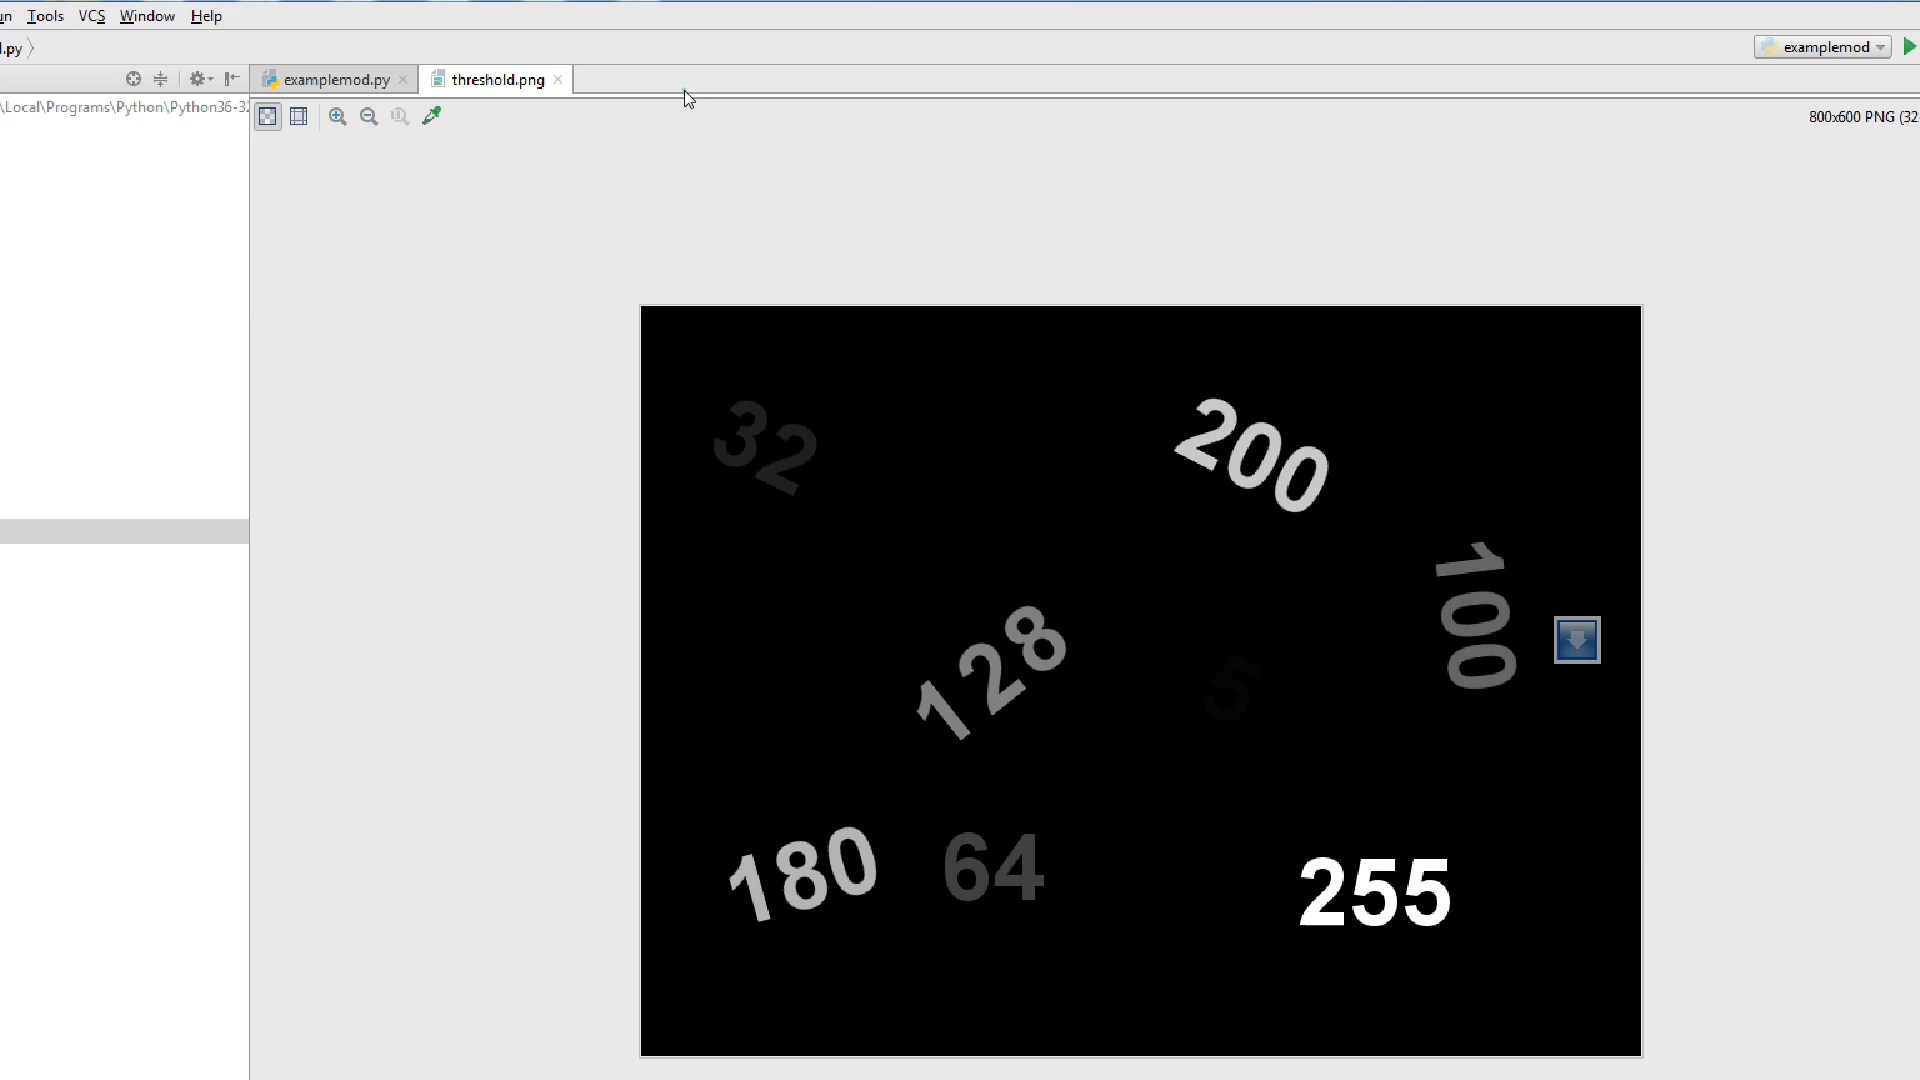 un Tools VCS Window Help
.py
examplemod
examplemod.py threshold.png
\Local\Programs\Python\Python36-32
800x600 PNG (32
32
200
100
128
5
180
64
255